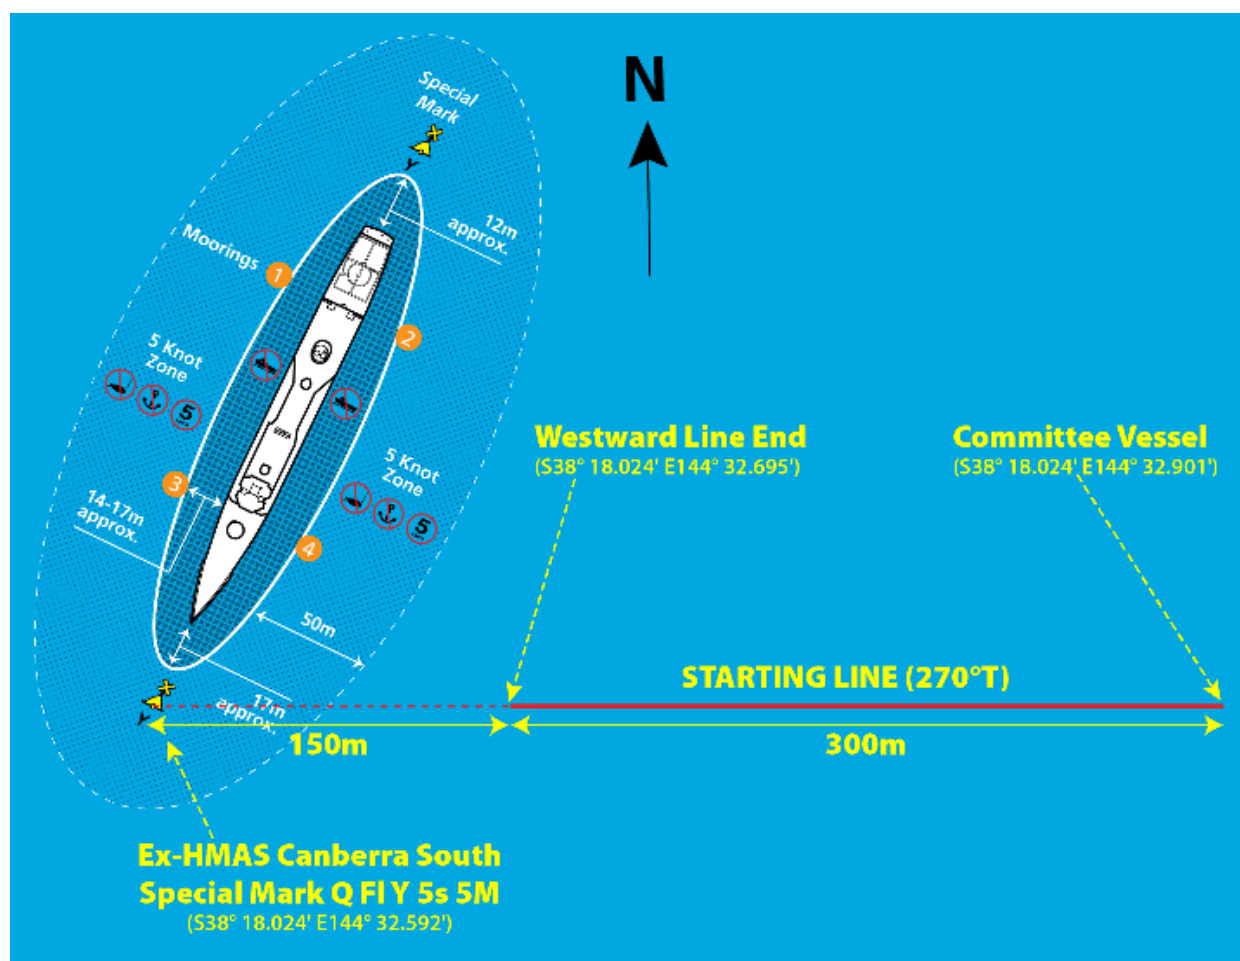 N
Special
Mark
Y
12m
approx.
Moorings
1
2
5 Knot
Zone
5
Westward Line End
(S38° 18.024' E144° 32.695')
Committee Vessel
(S38° 18.024' E144° 32.901')
5 Knot
Zone
5
3
14-17m
approx.
4
50m
STARTING LINE (270°T)
17m
approx.
Y
150m
300m
Ex-HMAS Canberra South
Special Mark Q Fl Y 5s 5M
(S38° 18.024' E144° 32.592')